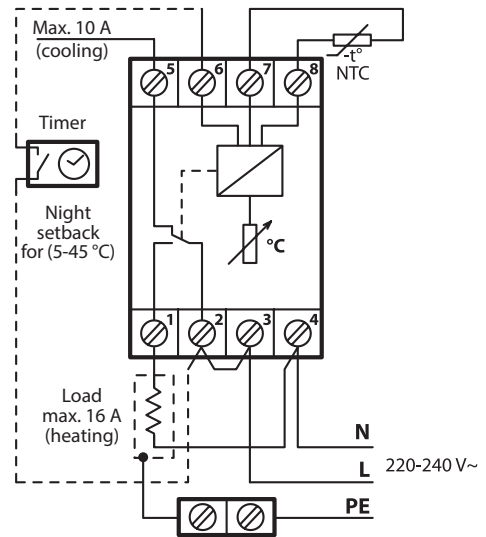 Max. 10 A
(cooling)
5
6
7
8
-t°
NTC
Timer
Night
setback
for (5-45 °C)
°C
1
2
3
4
Load
max. 16 A
(heating)
N
L
220-240 V~
PE